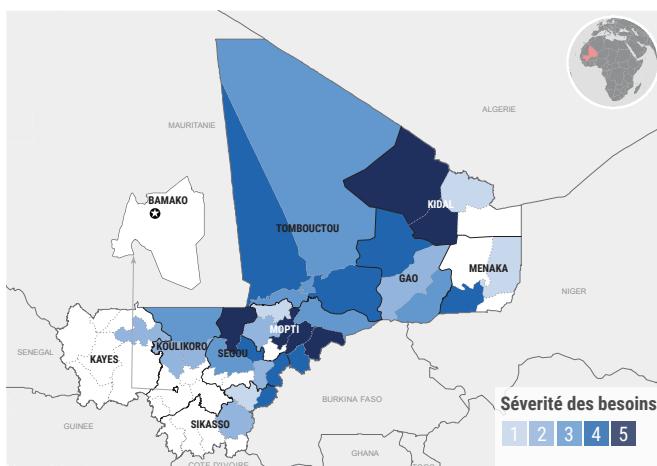 ALGERIE
MAURITANIE
BAMAKO
KIDAL
TOMBOUCTOU
MENAKA
GAO
NIGER
MOPTI
KOULIKORO
SEGOU
SENEGAL
KAYES
BURKINA FASO
Sévérité des besoins
GUINEE
SIKASSO
1 2 3 4 5
GHANA
COTE D'IVOIRE
TOGO